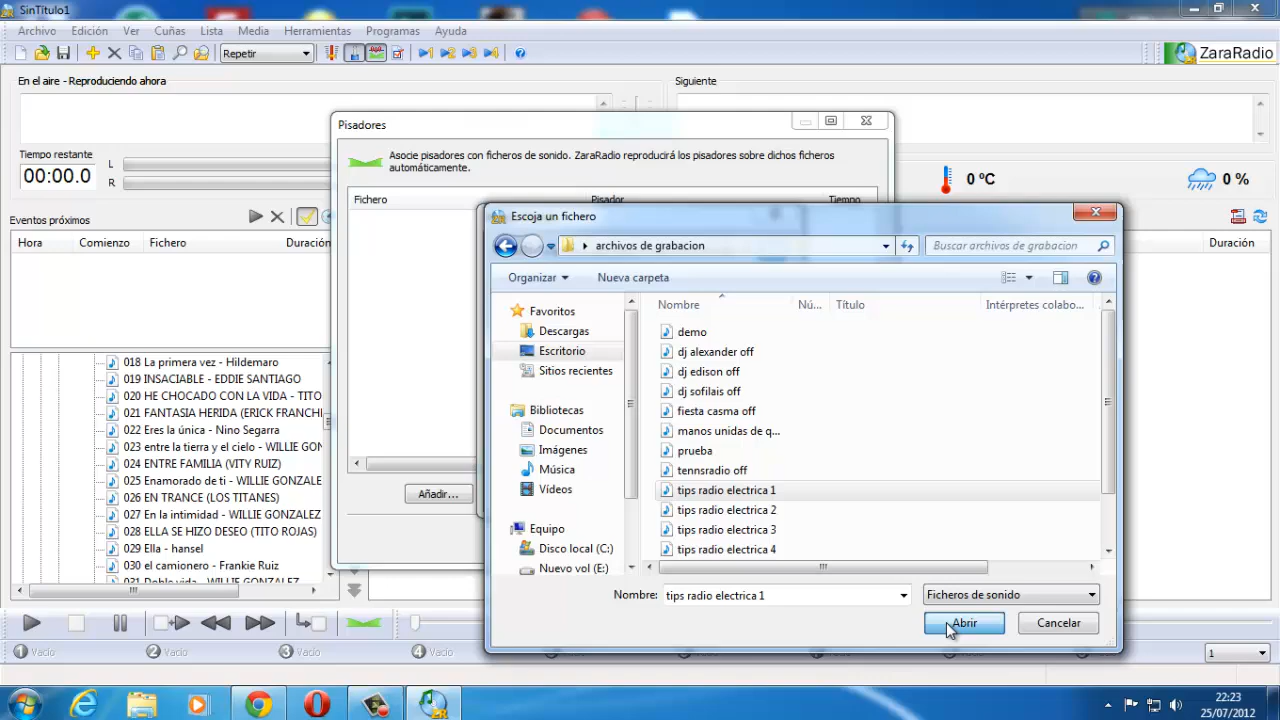 SinTítulo1
Archivo Edición Ver Cuñas Lista Media Herramientas Programas Ayuda
Repetir 1 2 3 4 ZaraRadio
En el aire - Reproduciendo ahora
Siguiente
Tiempo restante
00:00.0
L
R
0 ºC
0 %
Eventos próximos
Hora Comienzo Fichero Duración
Duración
018 La primera vez - Hildemaro
019 INSACIABLE - EDDIE SANTIAGO
020 HE CHOCADO CON LA VIDA - TITO
021 FANTASIA HERIDA (ERICK FRANCHI
022 Eres la única - Nino Segarra
023 entre la tierra y el cielo - WILLIE GON
024 ENTRE FAMILIA (VITY RUIZ)
025 Enamorado de ti - WILLIE GONZALE
026 EN TRANCE (LOS TITANES)
027 En la intimidad - WILLIE GONZALEZ
028 ELLA SE HIZO DESEO (TITO ROJAS)
029 Ella - hansel
030 el camionero - Frankie Ruiz
031 Doble vida - WILLIE GONZALEZ
Pisadores
Asocie pisadores con ficheros de sonido. ZaraRadio reproducirá los pisadores sobre dichos ficheros
automáticamente.
Fichero Pisador Tiempo
Añadir...
Escoja un fichero
archivos de grabacion
Buscar archivos de grabacion
Organizar Nueva carpeta
Favoritos
Descargas
Escritorio
Sitios recientes
Bibliotecas
Documentos
Imágenes
Música
Vídeos
Equipo
Disco local (C:)
Nuevo vol (E:)
Nombre Nú... Título Intérpretes colabo...
demo
dj alexander off
dj edison off
dj sofilais off
fiesta casma off
manos unidas de q...
prueba
tennsradio off
tips radio electrica 1
tips radio electrica 2
tips radio electrica 3
tips radio electrica 4
Nombre: tips radio electrica 1
Ficheros de sonido
Abrir Cancelar
1 Vacío 2 Vacío 3 Vacío 4 Vacío
1
22:23
25/07/2012